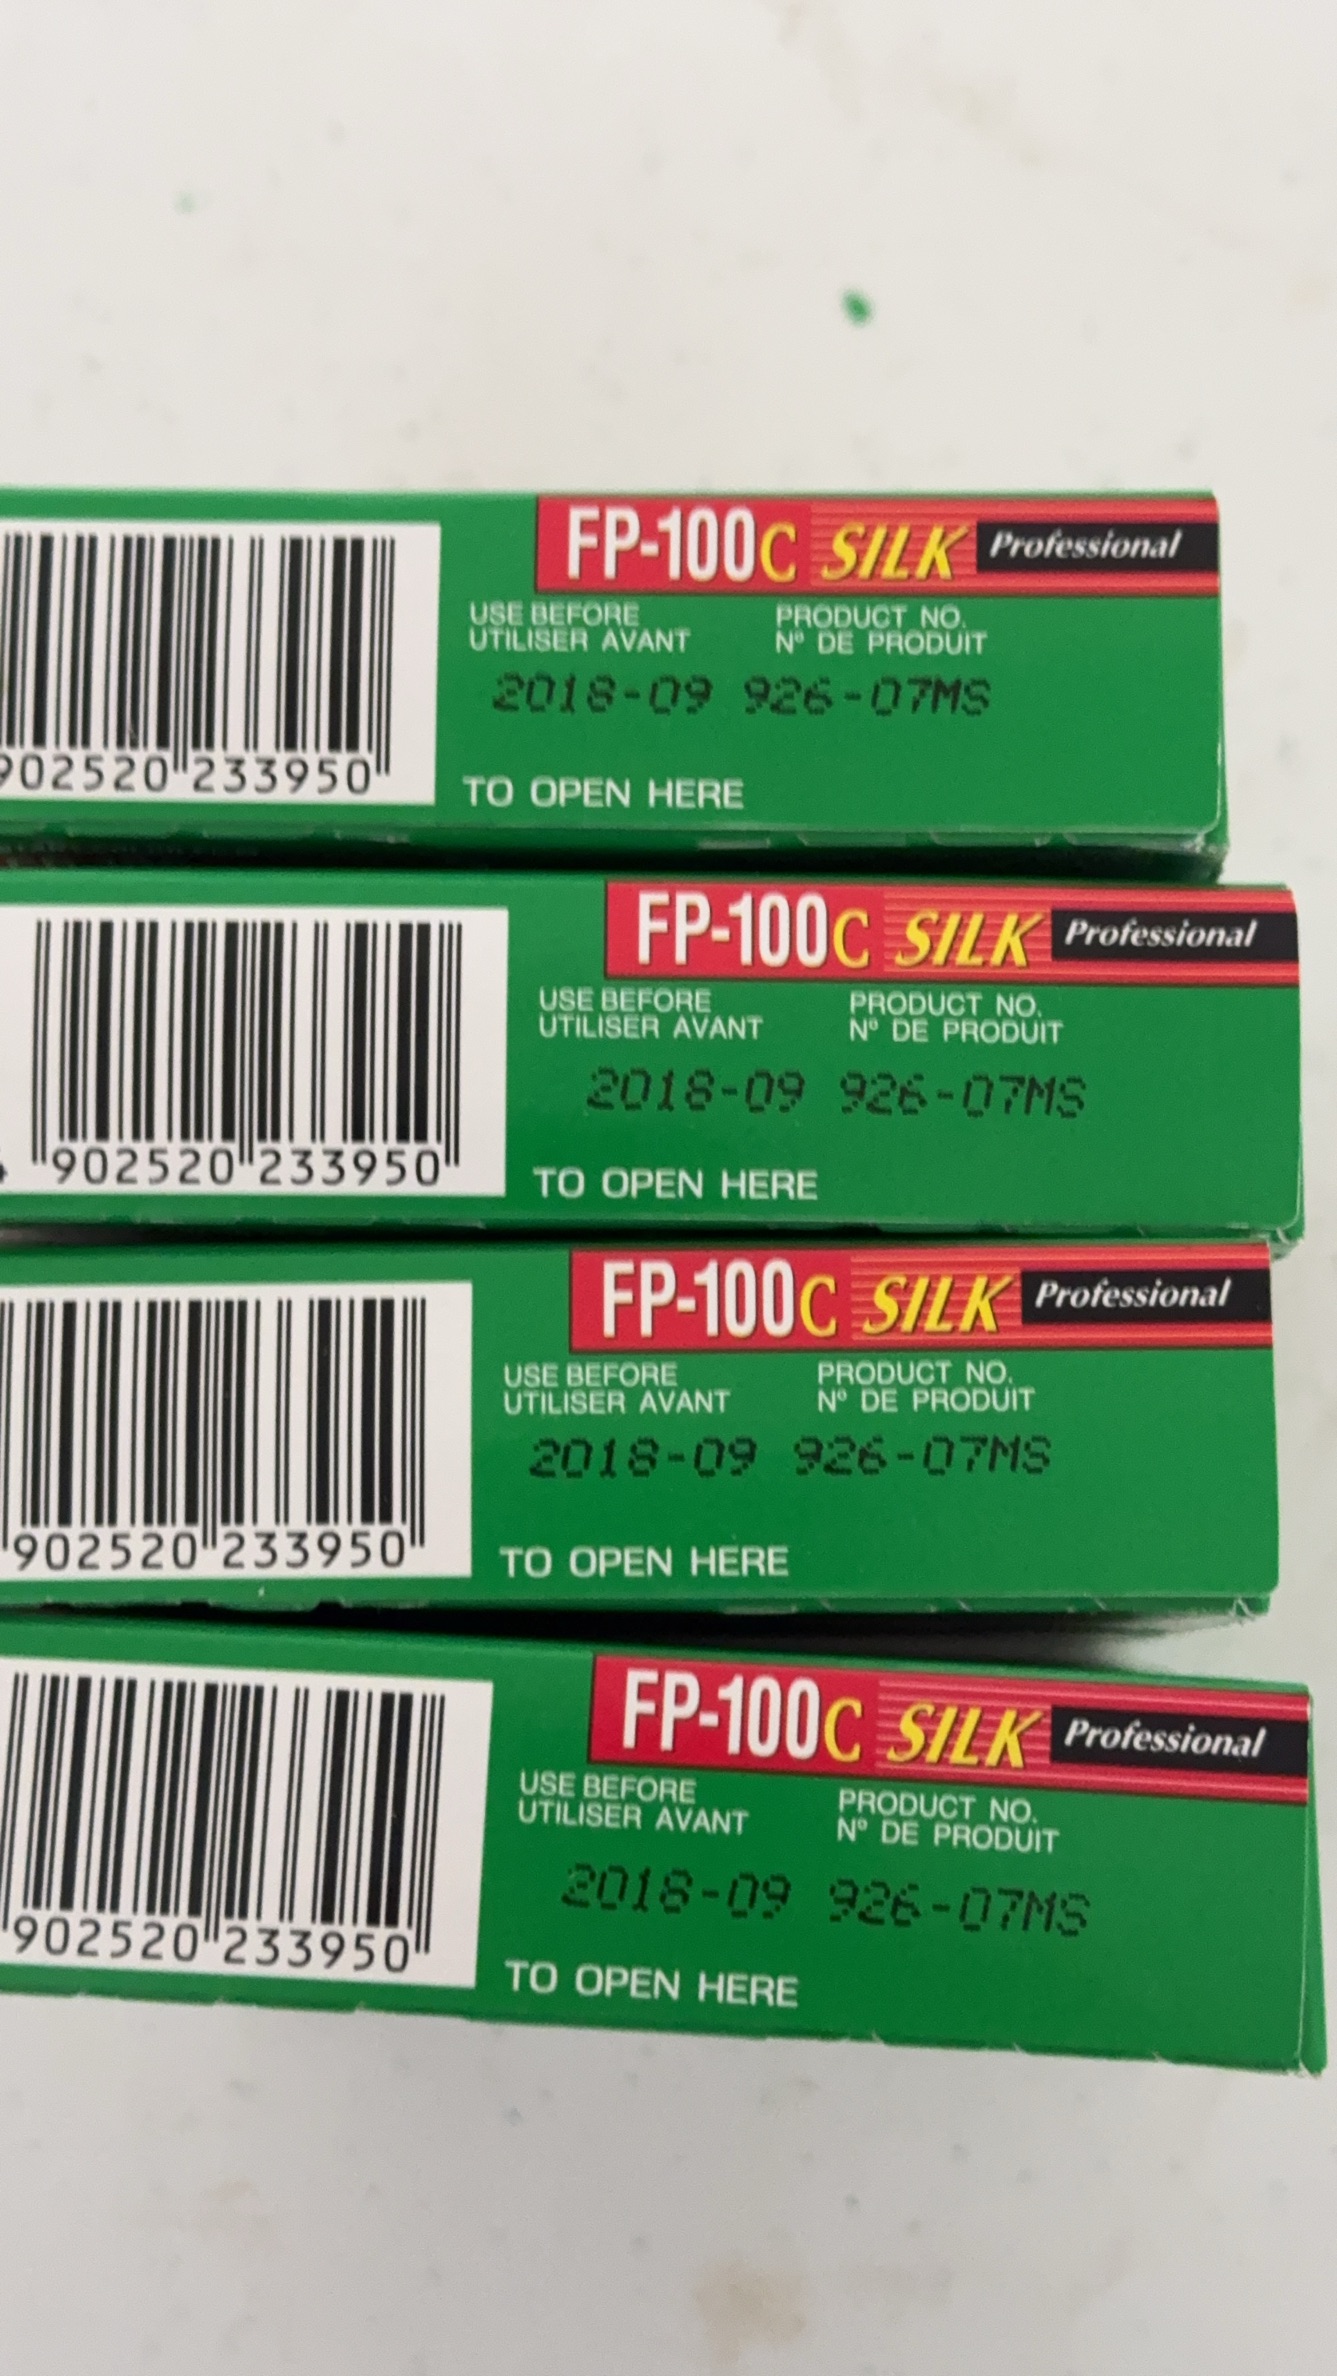 FP-100C SILK Professional
USE BEFORE PRODUCT NO.
UTILISER AVANT Nº DE PRODUIT
2018-09 926-07MS
902520 233950
TO OPEN HERE
FP-100C SILK Professional
USE BEFORE PRODUCT NO.
UTILISER AVANT Nº DE PRODUIT
2018-09 926-07MS
902520 233950
TO OPEN HERE
FP-100C SILK Professional
USE BEFORE PRODUCT NO.
UTILISER AVANT Nº DE PRODUIT
2018-09 926-07MS
902520 233950
TO OPEN HERE
FP-100C SILK Professional
USE BEFORE PRODUCT NO.
UTILISER AVANT Nº DE PRODUIT
2018-09 926-07MS
902520 233950
TO OPEN HERE